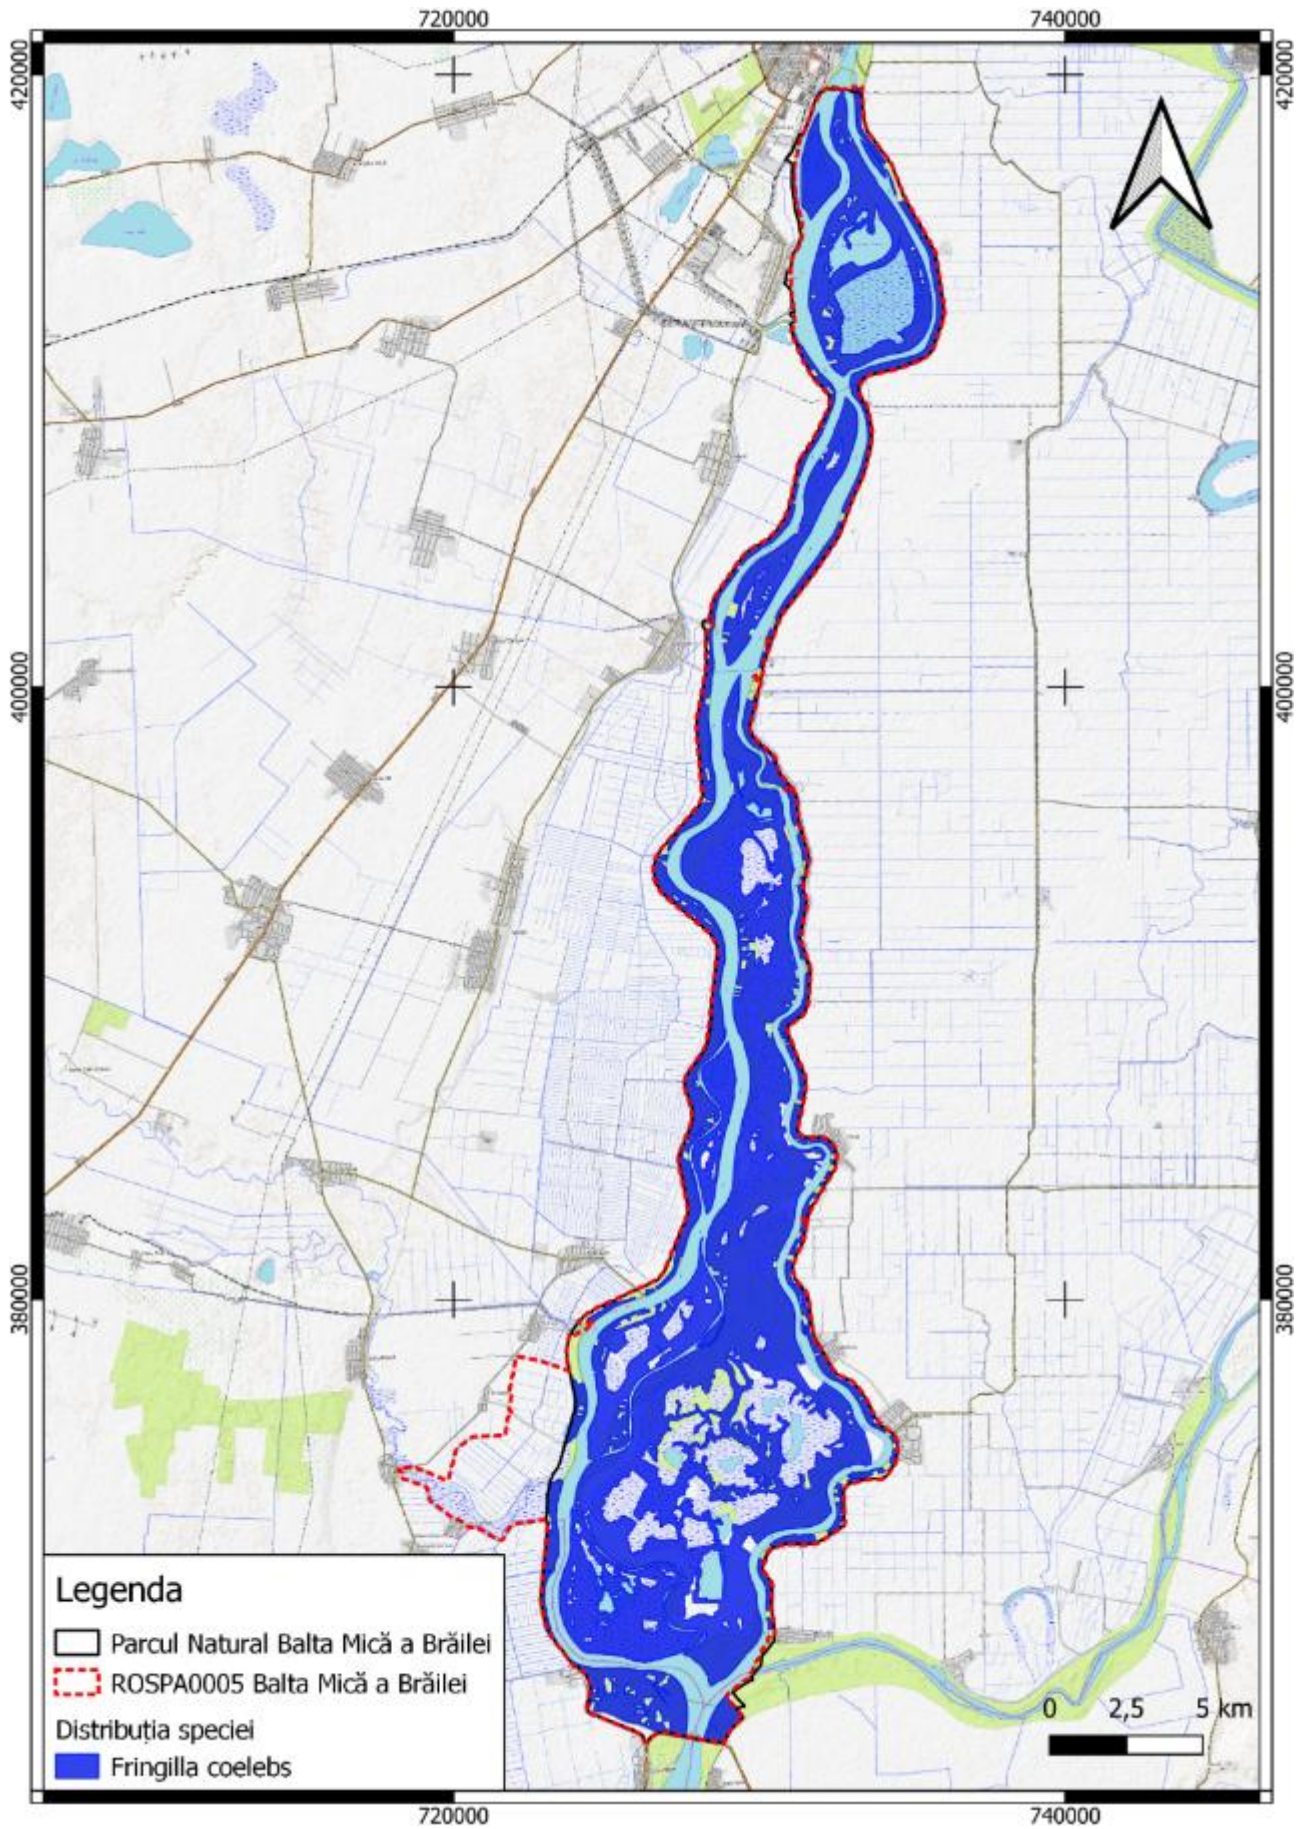 720000 740000
420000 420000
400000 400000
380000 380000
Legenda
Parcul Natural Balta Mică a Brăilei
ROSPA0005 Balta Mică a Brăilei
Distribuția speciei
Fringilla coelebs
0 2,5 5 km
720000 740000